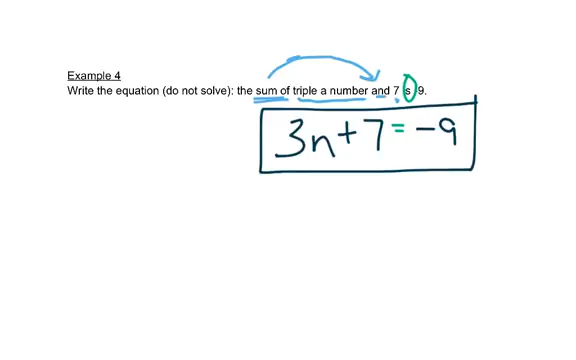 Example 4
Write the equation (do not solve): the sum of triple a number and 7 is -9.
3n+7=-9